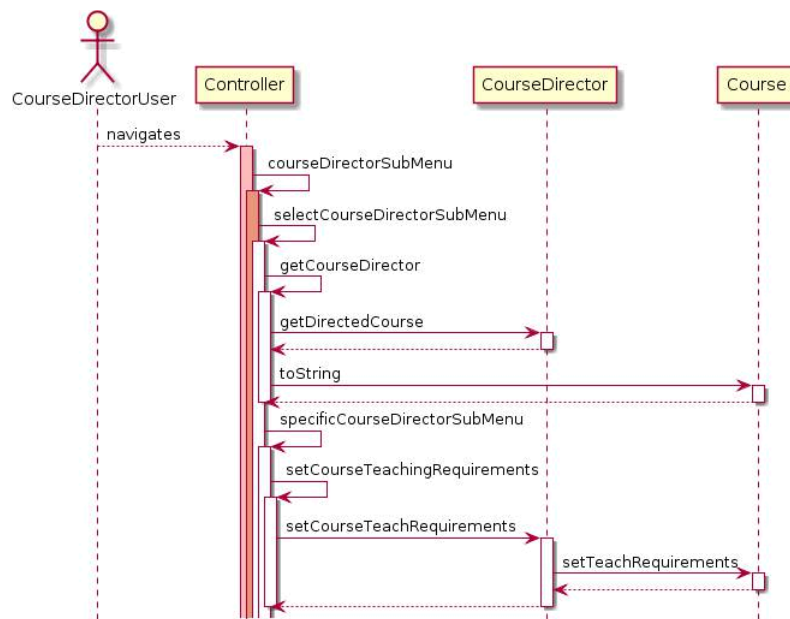 CourseDirectorUser
Controller
CourseDirector
Course
navigates
courseDirectorSubMenu
selectCourseDirectorSubMenu
getCourseDirector
getDirectedCourse
toString
specificCourseDirectorSubMenu
setCourseTeachingRequirements
setCourseTeachRequirements
setTeachRequirements